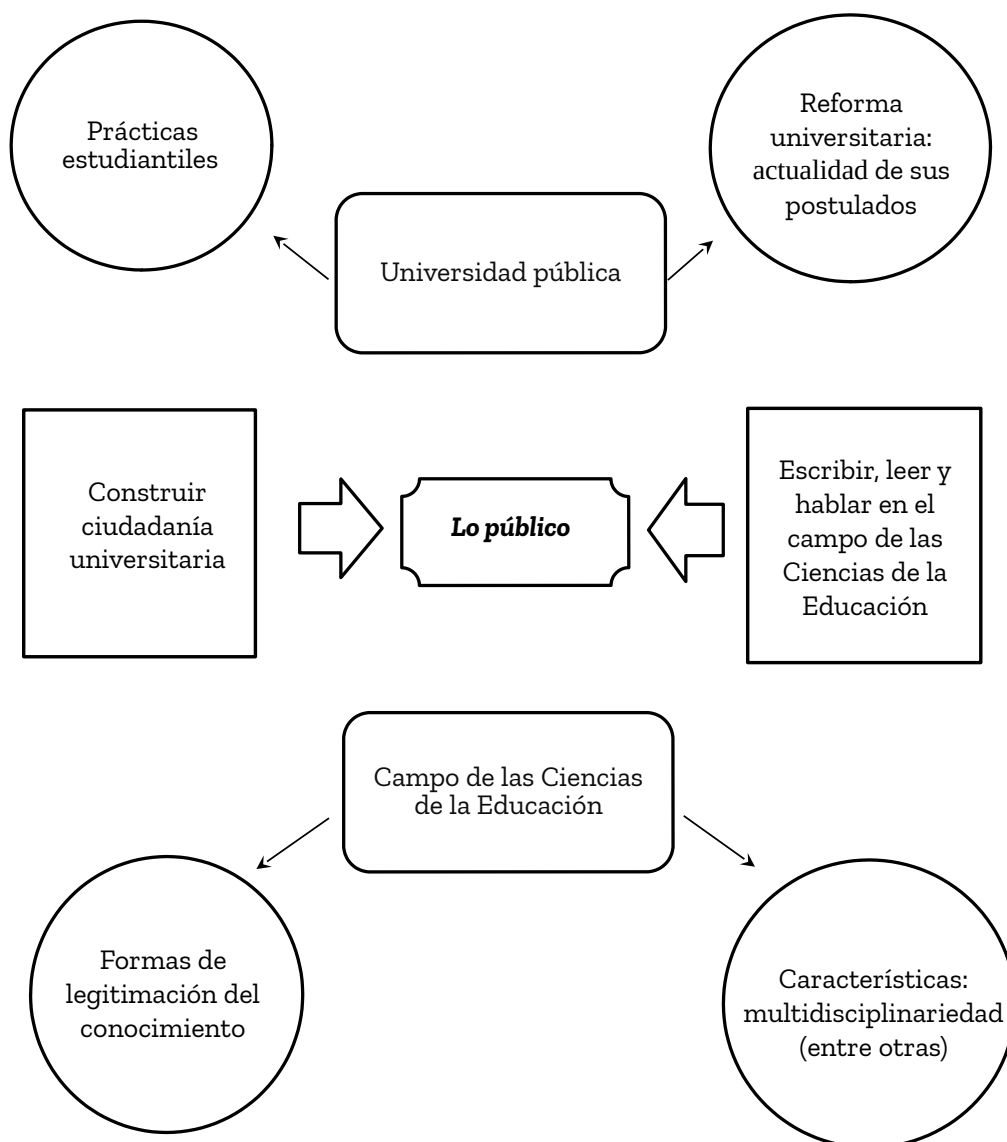 Prácticas
estudiantiles
Reforma
universitaria:
actualidad de sus
postulados
Universidad pública
Construir
ciudadanía
universitaria
Lo público
Escribir, leer y
hablar en el
campo de las
Ciencias de la
Educación
Campo de las Ciencias
de la Educación
Formas de
legitimación del
conocimiento
Características:
multidisciplinariedad
(entre otras)